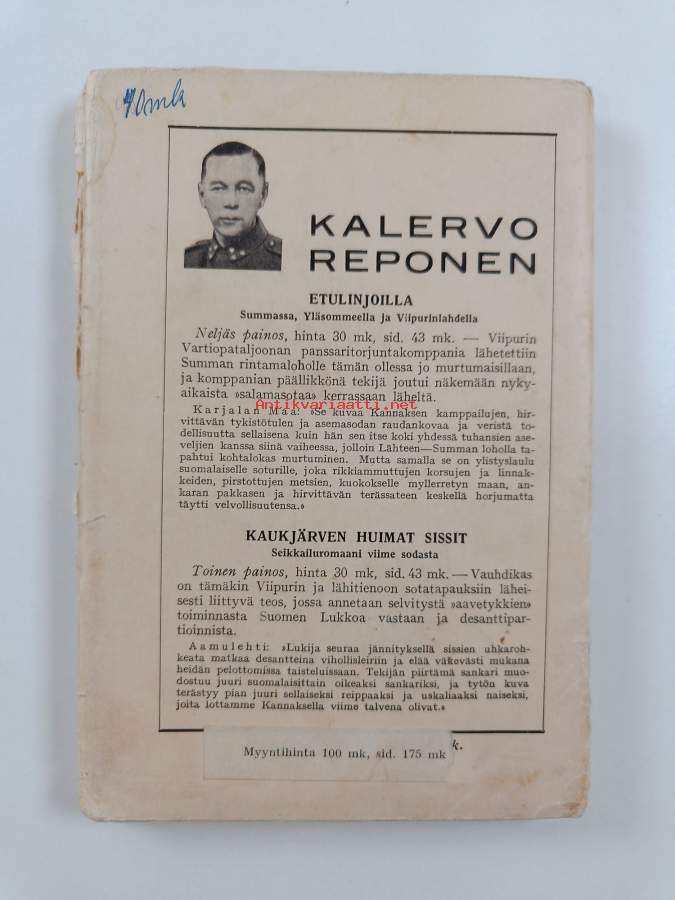 40mk
KALERVO
REPONEN
ETULINJOILLA
Summassa, Yläsommeella ja Viipurinlahdella
Neljäs painos, hinta 30 mk, sid. 43 mk. — Viipurin
Vartiopataljoonan panssaritorjuntakomppania lähetettiin
Summan rintamalohkolle tämän ollessa jo murtumaisillaan,
ja komppanian päällikkönä tekijä joutui näkemään nyky-
aikaista »salamasotaa» kerrassaan läheltä.
Antikvariaatti.net
Karjalan Maa: »Se kuvaa Kannaksen kamppailujen, hir-
vittävän tykistötulen ja asemasodan raudankovaa ja veristä to-
dellisuutta sellaisena kuin hän sen itse koki yhdessä tuhansien ase-
veljien kanssa siinä vaiheessa, jolloin Lähteen—Summan loholla ta-
pahtui kohtalokas murtuminen. Mutta samalla se on ylistyslaulu
suomalaiselle soturille, joka rikkiammuttujen korsujen ja linnak-
keiden, pirstottujen metsien, kuokokselle myllerretyn maan, an-
karan pakkasen ja hirvittävän terässateen keskellä horjumatta
täytti velvollisuutensa.»
KAUKJÄRVEN HUIMAT SISSIT
Seikkailuromaani viime sodasta
Toinen painos, hinta 30 mk, sid. 43 mk. — Vauhdikas
on tämäkin Viipurin ja lähitienoon sotatapauksiin lähei-
sesti liittyvä teos, jossa annetaan selvitystä »aavetykkien»
toiminnasta Suomen Lukkoa vastaan ja desanttipar-
tioinnista.
Aamulehti: »Lukija seuraa jännityksellä sissien uhkaroh-
keata matkaa desantteina vihollisleiriin ja elää väkevästi mukana
heidän pelottomissa taisteluissaan. Tekijän piirtämä sankari muo-
dostuu juuri suomalaisittain oikeaksi sankariksi, ja tytön kuva
terästyy pian juuri sellaiseksi reippaaksi ja uskaliaaksi naiseksi,
joita lottamme Kannaksella viime talvena olivat.»
k.
Myyntihinta 100 mk, sid. 175 mk